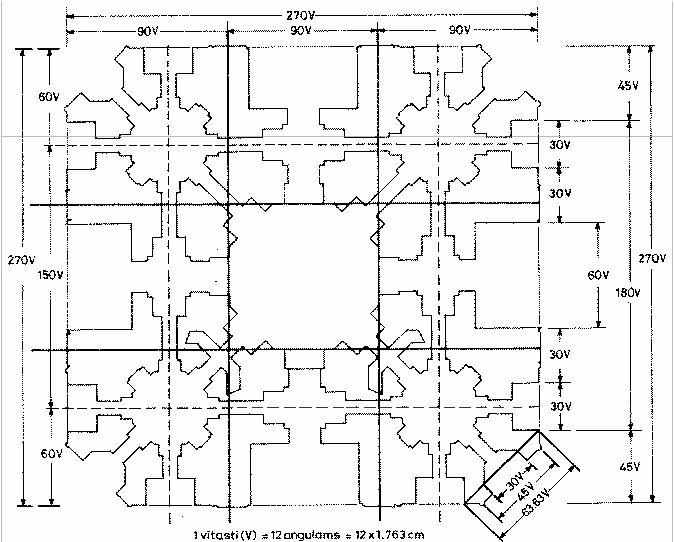 270V
90V 90V 90V
60V
45V
30V
30V
270V
150V
60V
180V
270V
30V
30V
60V
45V
30V
45V
63.63V
1 vitasti (V) = 12 angulams = 12 x 1.763 cm